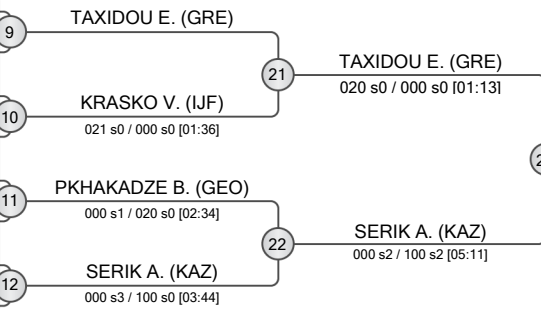 9
TAXIDOU E. (GRE)
21
TAXIDOU E. (GRE)
020 s0 / 000 s0 [01:13]
10
KRASKO V. (IJF)
021 s0 / 000 s0 [01:36]
11
PKHAKADZE B. (GEO)
000 s1 / 020 s0 [02:34]
22
SERIK A. (KAZ)
000 s2 / 100 s2 [05:11]
12
SERIK A. (KAZ)
000 s3 / 100 s0 [03:44]